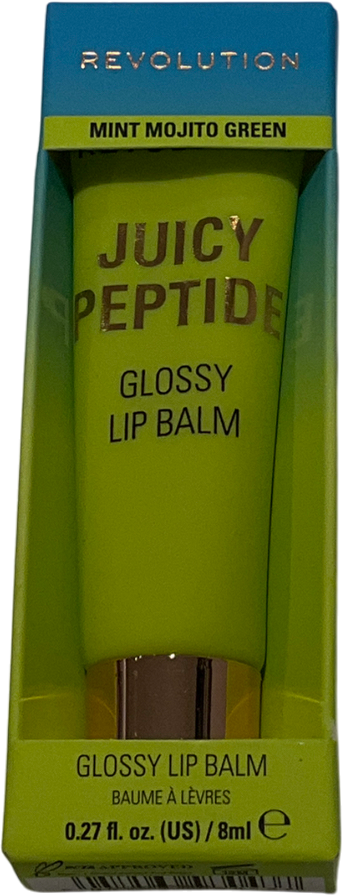 REVOLUTION
MINT MOJITO GREEN
JUICY
PEPTIDE
GLOSSY
LIP BALM
GLOSSY LIP BALM
BAUME À LÈVRES
0.27 fl. oz. (US) / 8ml ℮